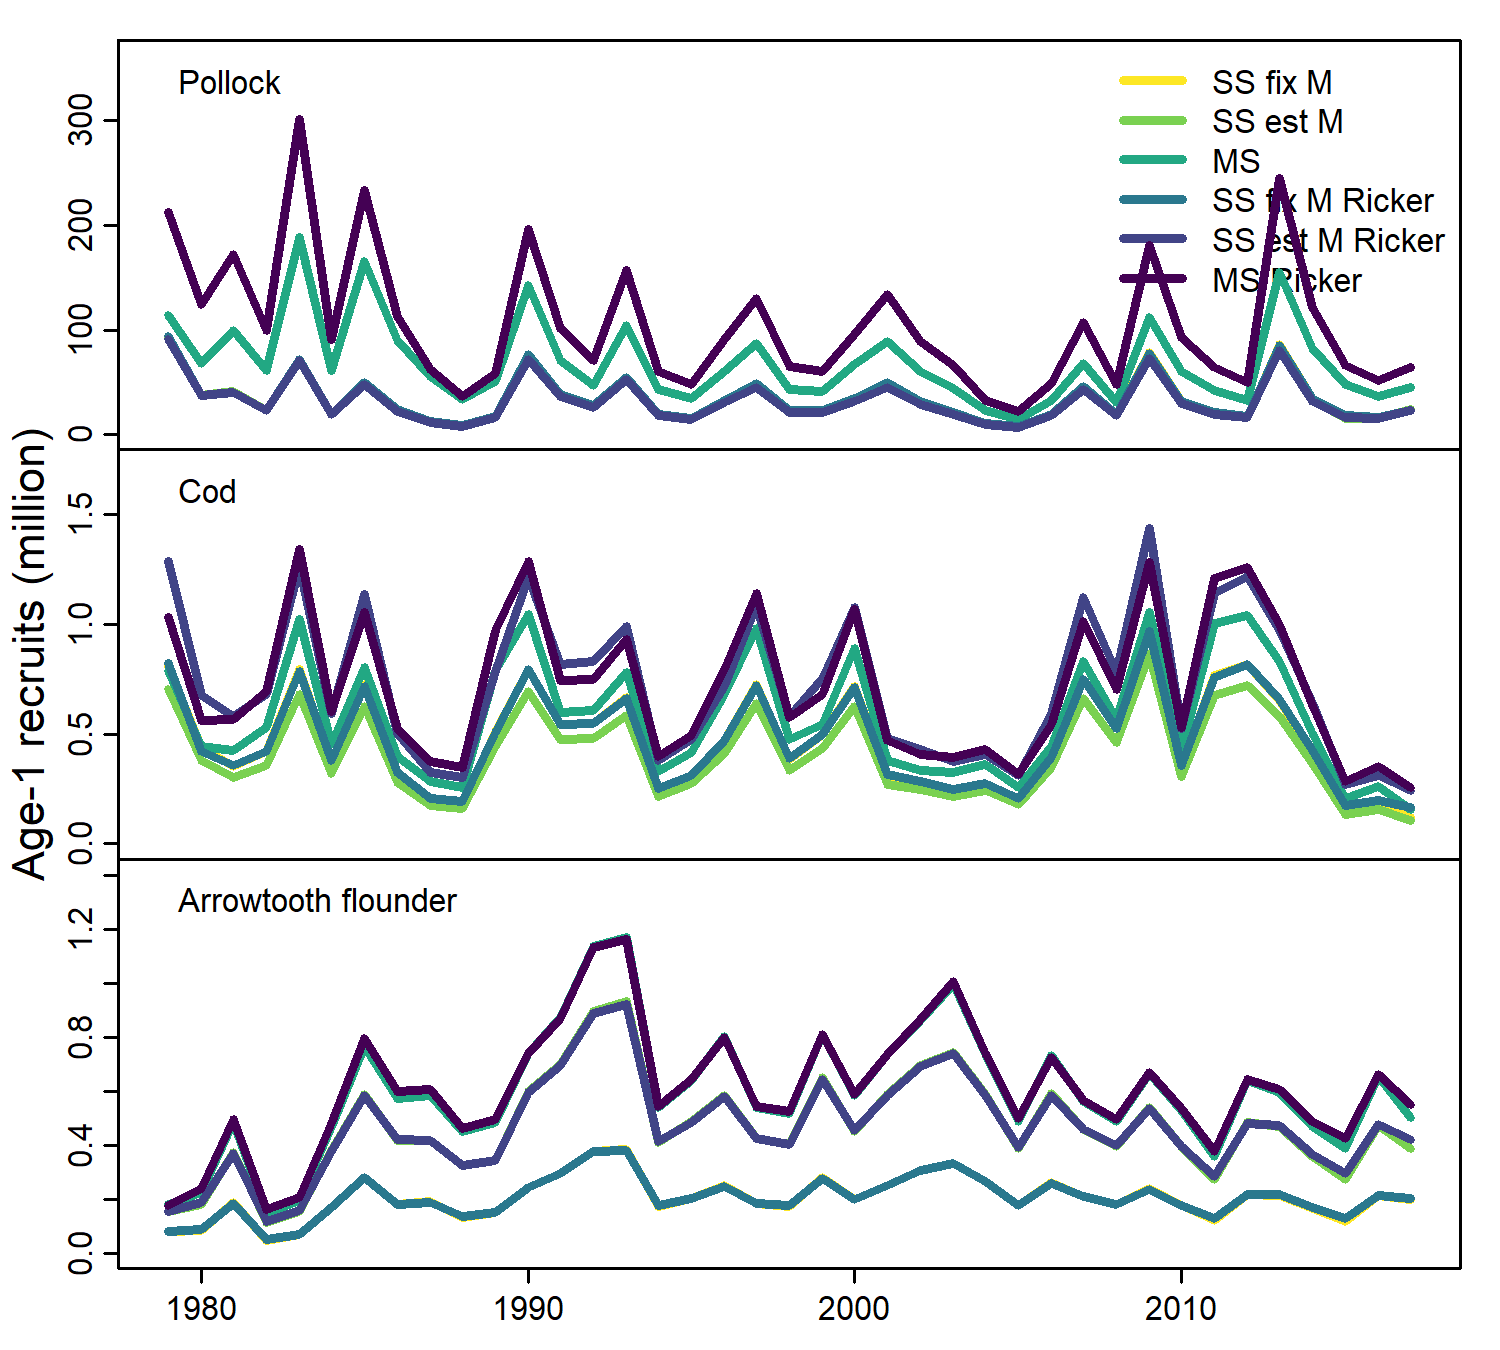 Age-1 recruits (million)
Pollock
SS fix M
SS est M
MS
SS fix M Ricker
SS est M Ricker
MS Ricker
300
200
100
0
Cod
1.5
1.0
0.5
0.0
Arrowtooth flounder
1.2
0.8
0.4
0.0
1980 1990 2000 2010